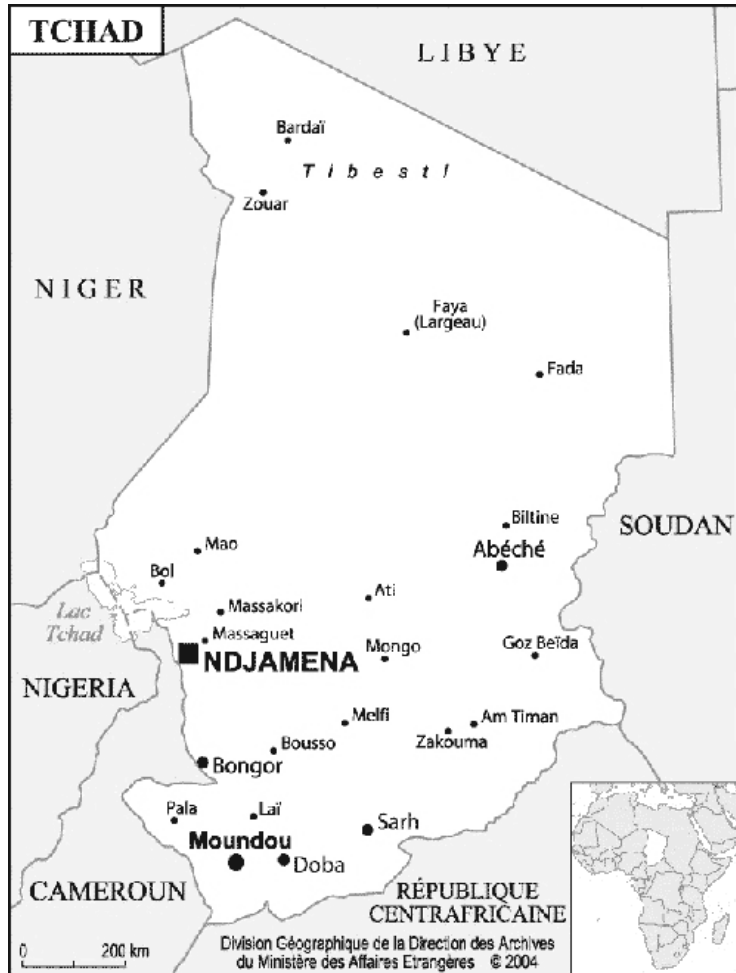 TCHAD
LIBYE
Bardaï
Tibesti
Zouar
NIGER
Faya
(Largeau)
Fada
Biltine
SOUDAN
Abéché
Mao
Bol
Ati
Massakori
Lac
Tchad
Massaguet
Mongo
Goz Beïda
NDJAMENA
NIGERIA
Melfi
Am Timan
Zakouma
Bousso
Bongor
Pala
Laï
Sarh
Moundou
Doba
CAMEROUN
RÉPUBLIQUE
CENTRAFRICAINE
0 200 km
Division Géographique de la Direction des Archives
du Ministère des Affaires Etrangères © 2004